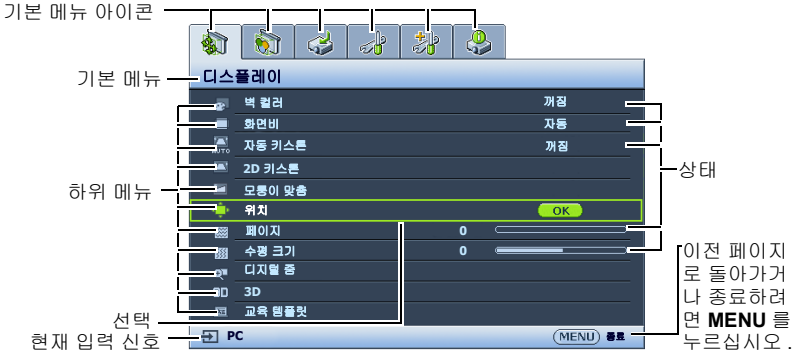 기본 메뉴 아이콘
기본 메뉴
디스플레이
벽 컬러 꺼짐
화면비 자동
AUTO 자동 키스톤 꺼짐
2D 키스톤
모퉁이 맞춤
위치 OK
페이지 0
수평 크기 0
디지털 줌
3D 3D
교육 템플릿
하위 메뉴
상태
선택
현재 입력 신호
PC
MENU 종료
이전 페이지
로 돌아가거
나 종료하려
면 MENU 를
누르십시오 .